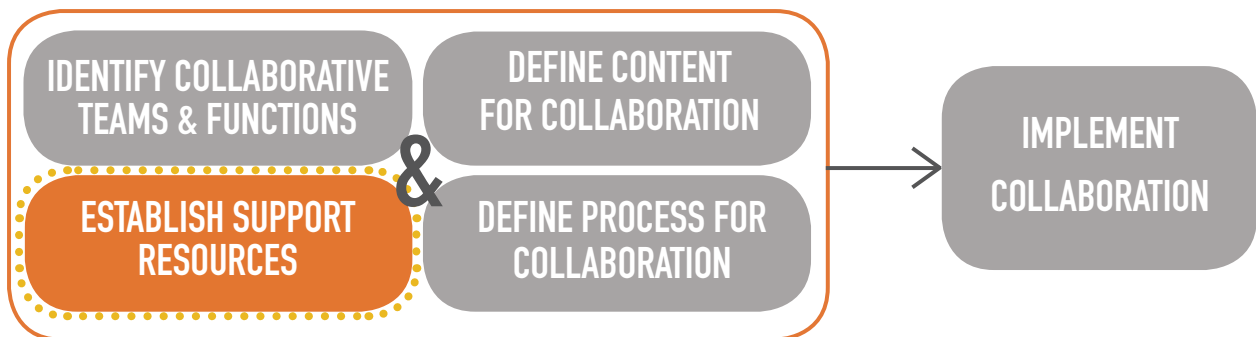 IDENTIFY COLLABORATIVE
TEAMS & FUNCTIONS
DEFINE CONTENT
FOR COLLABORATION
&
ESTABLISH SUPPORT
RESOURCES
DEFINE PROCESS FOR
COLLABORATION
IMPLEMENT
COLLABORATION